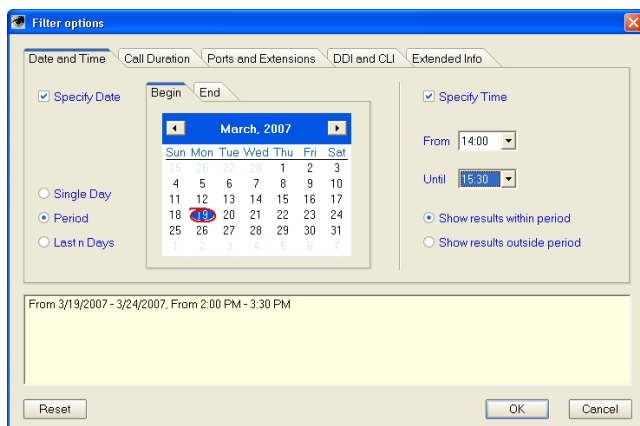 Filter options
Date and Time Call Duration Ports and Extensions DDI and CLI Extended Info
Specify Date
Begin End
March, 2007
Sun Mon Tue Wed Thu Fri Sat
25 26 27 28 1 2 3
4 5 6 7 8 9 10
11 12 13 14 15 16 17
18 19 20 21 22 23 24
25 26 27 28 29 30 31
1 2 3 4 5 6 7
Single Day
Period
Last n Days
Specify Time
From 14:00
Until 15:30
Show results within period
Show results outside period
From 3/19/2007 - 3/24/2007, From 2:00 PM - 3:30 PM
Reset OK Cancel